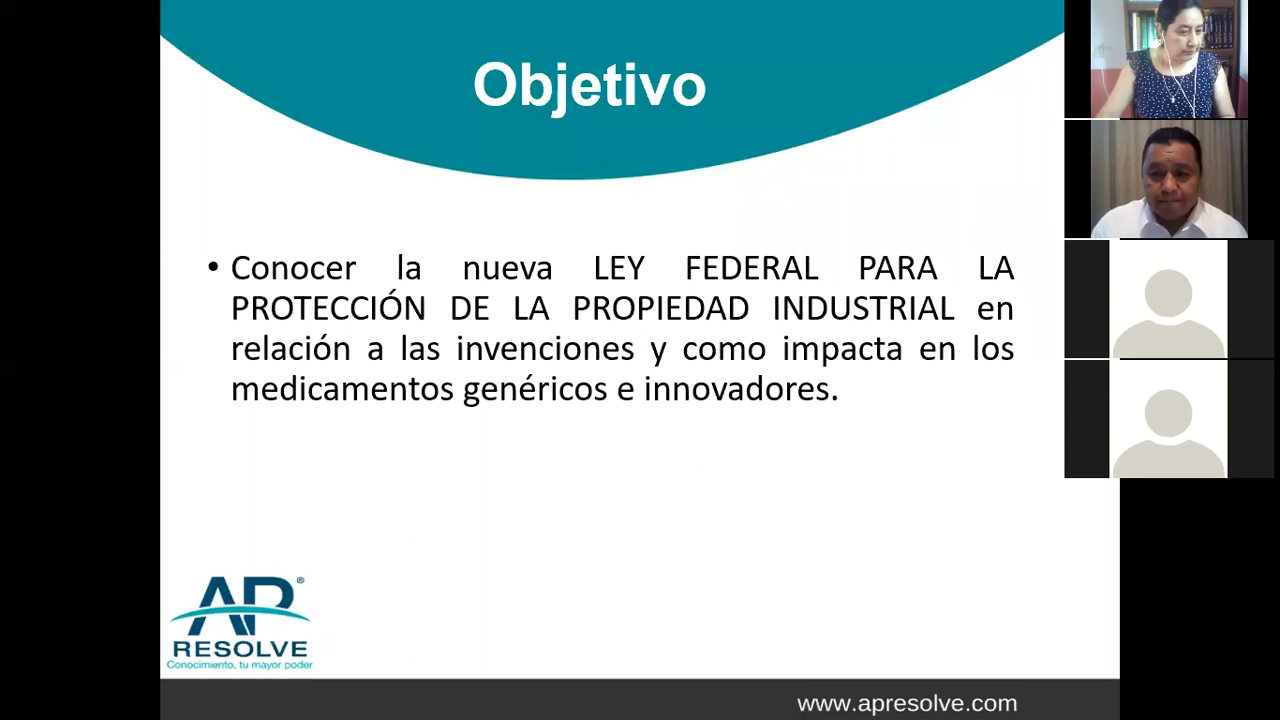 Objetivo
• Conocer la nueva LEY FEDERAL PARA LA
PROTECCIÓN DE LA PROPIEDAD INDUSTRIAL en
relación a las invenciones y como impacta en los
medicamentos genéricos e innovadores.
AP®
RESOLVE
Conocimiento, tu mayor poder
www.apresolve.com